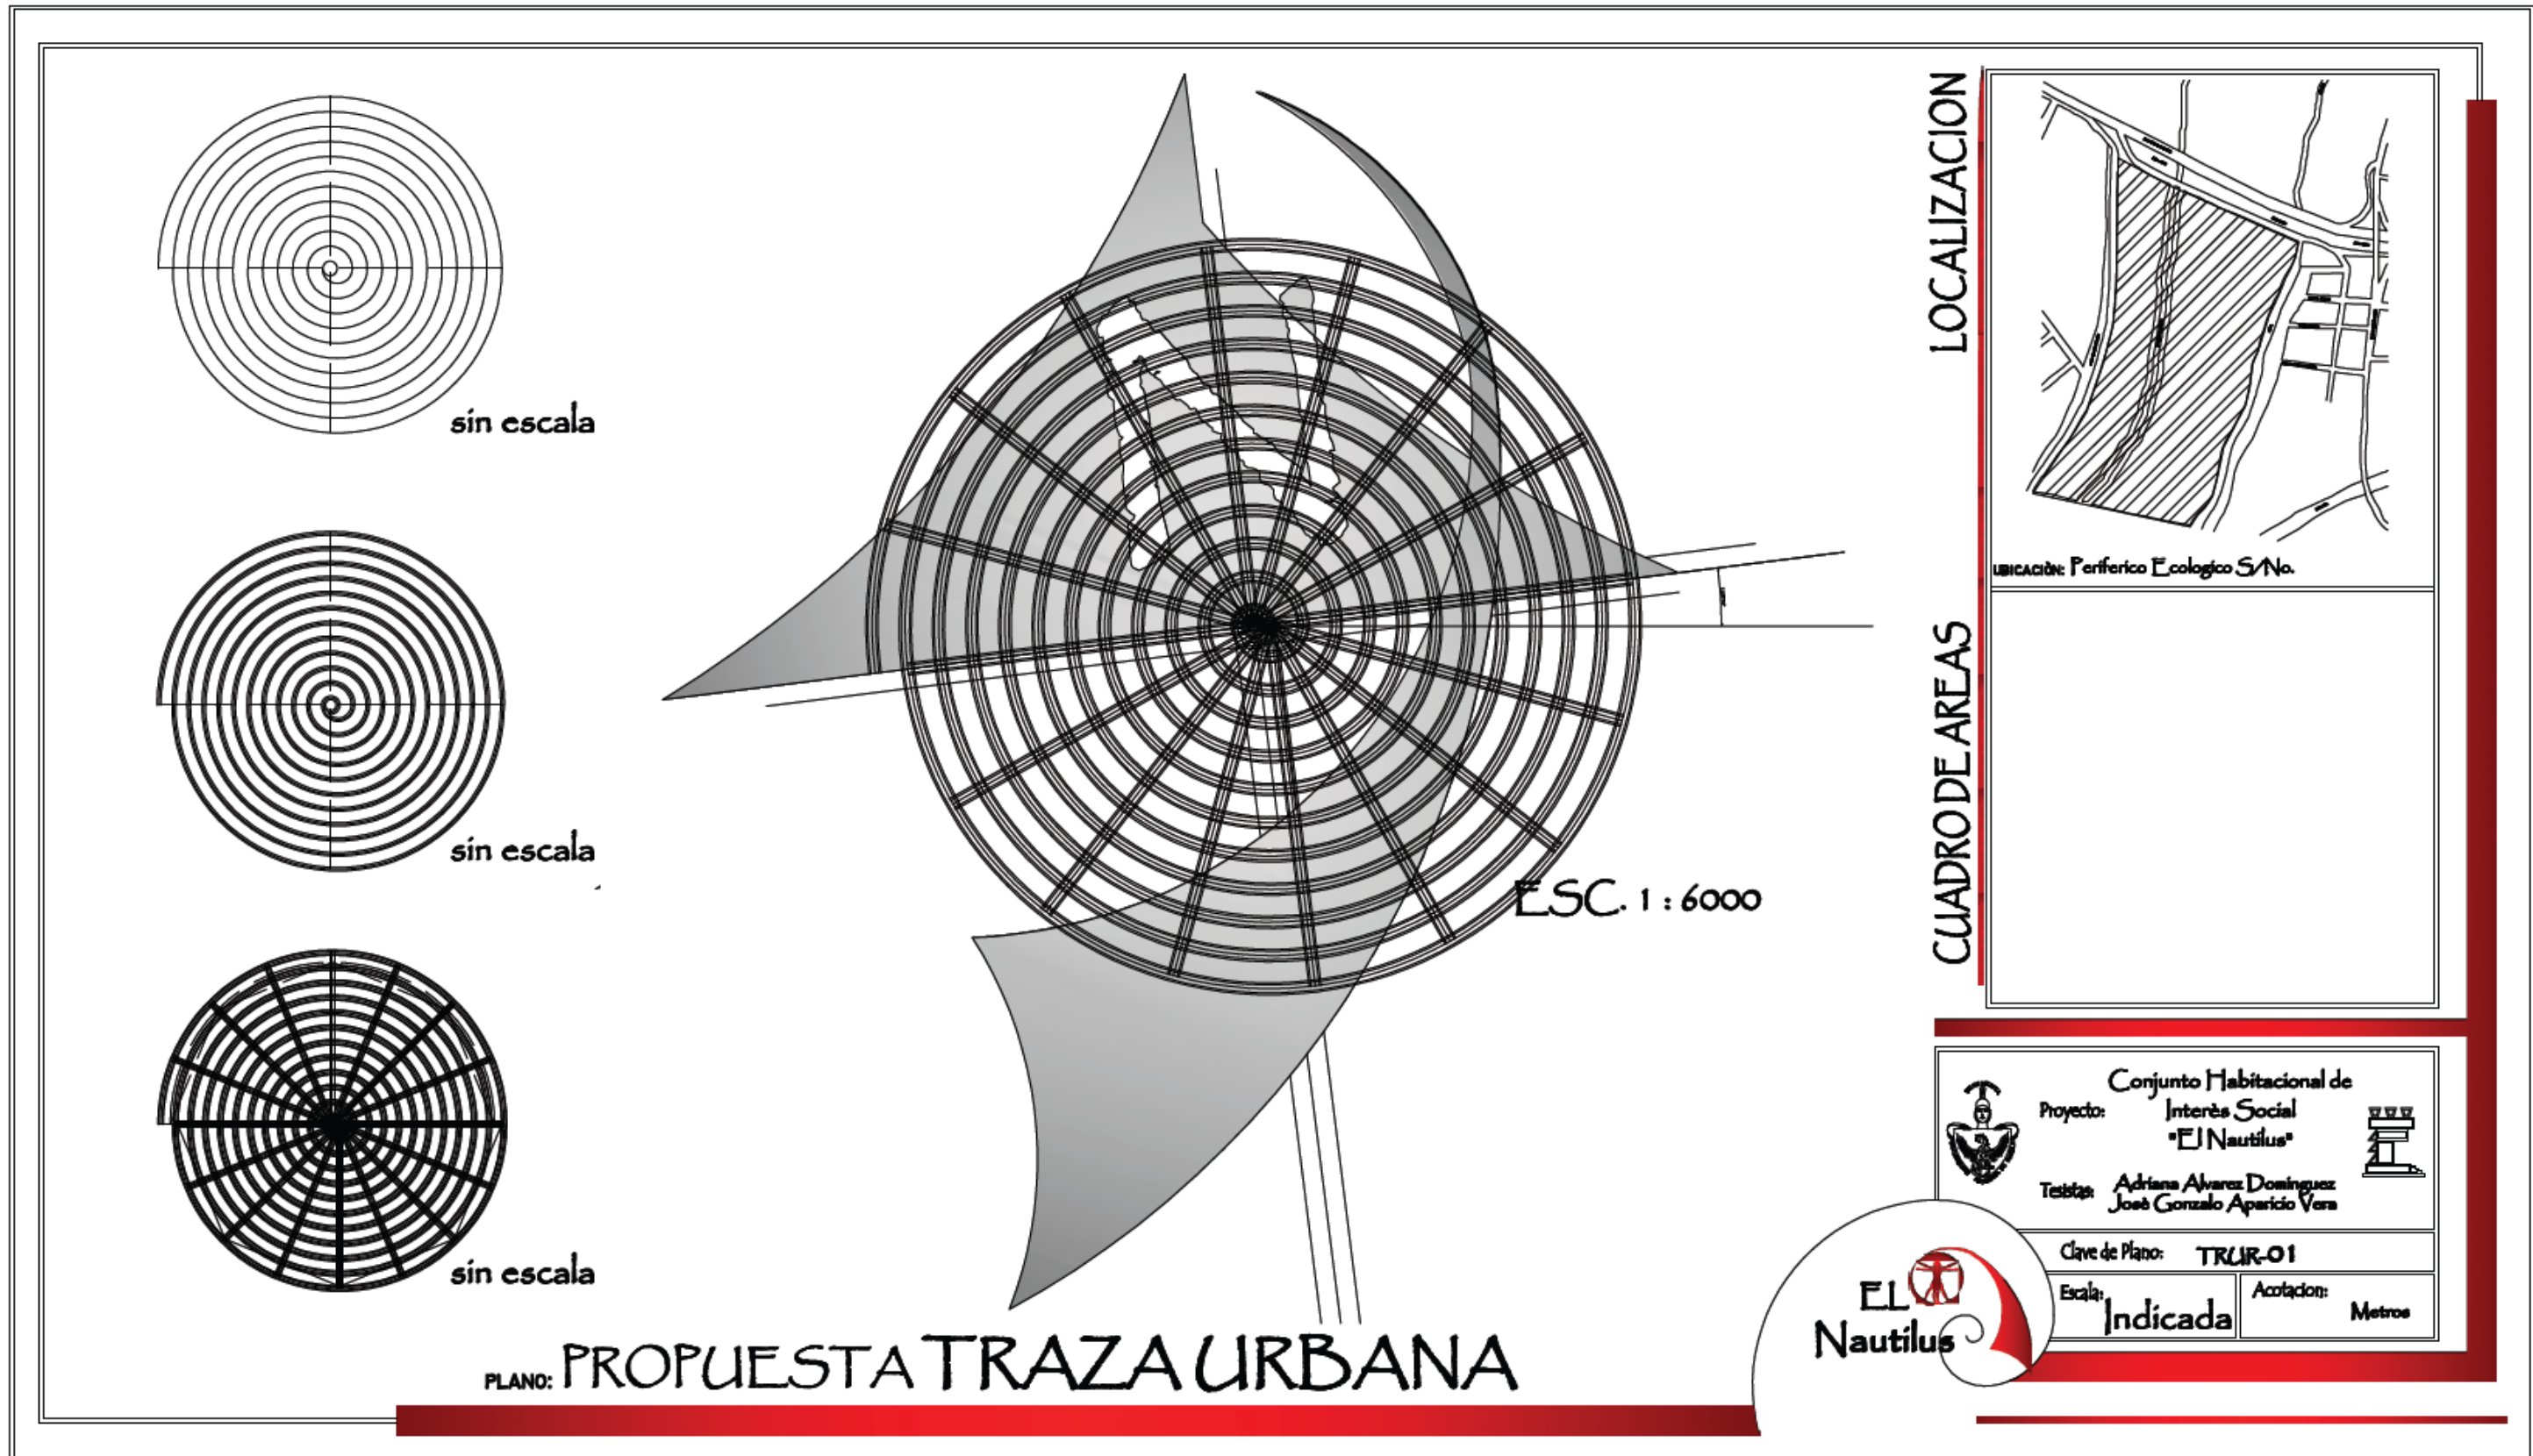 sin escala
sin escala
sin escala
ESC. 1 : 6000
PLANO: PROPUESTA TRAZA URBANA
LOCALIZACION
UBICACIÒN: Periferico Ecologico S/No.
CUADRO DE AREAS
Proyecto:
Conjunto Habitacional de
Interès Social
"El Nautilus"
Tesistas:
Adriana Alvarez Dominguez
Josè Gonzalo Aparicio Vera
Clave de Plano: TRUR-01
Escala: Indicada
Acotacion: Metros
EL
Nautilus